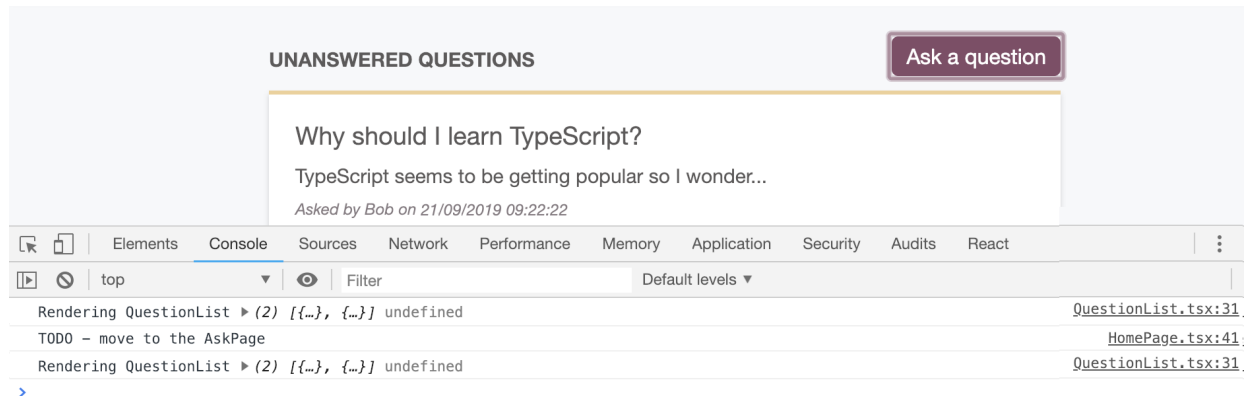 UNANSWERED QUESTIONS Ask a question
Why should I learn TypeScript?
TypeScript seems to be getting popular so I wonder...
Asked by Bob on 21/09/2019 09:22:22
Elements Console Sources Network Performance Memory Application Security Audits React
top Filter Default levels
Rendering QuestionList (2) [{…}, {…}] undefined QuestionList.tsx:31
TODO – move to the AskPage HomePage.tsx:41
Rendering QuestionList (2) [{…}, {…}] undefined QuestionList.tsx:31